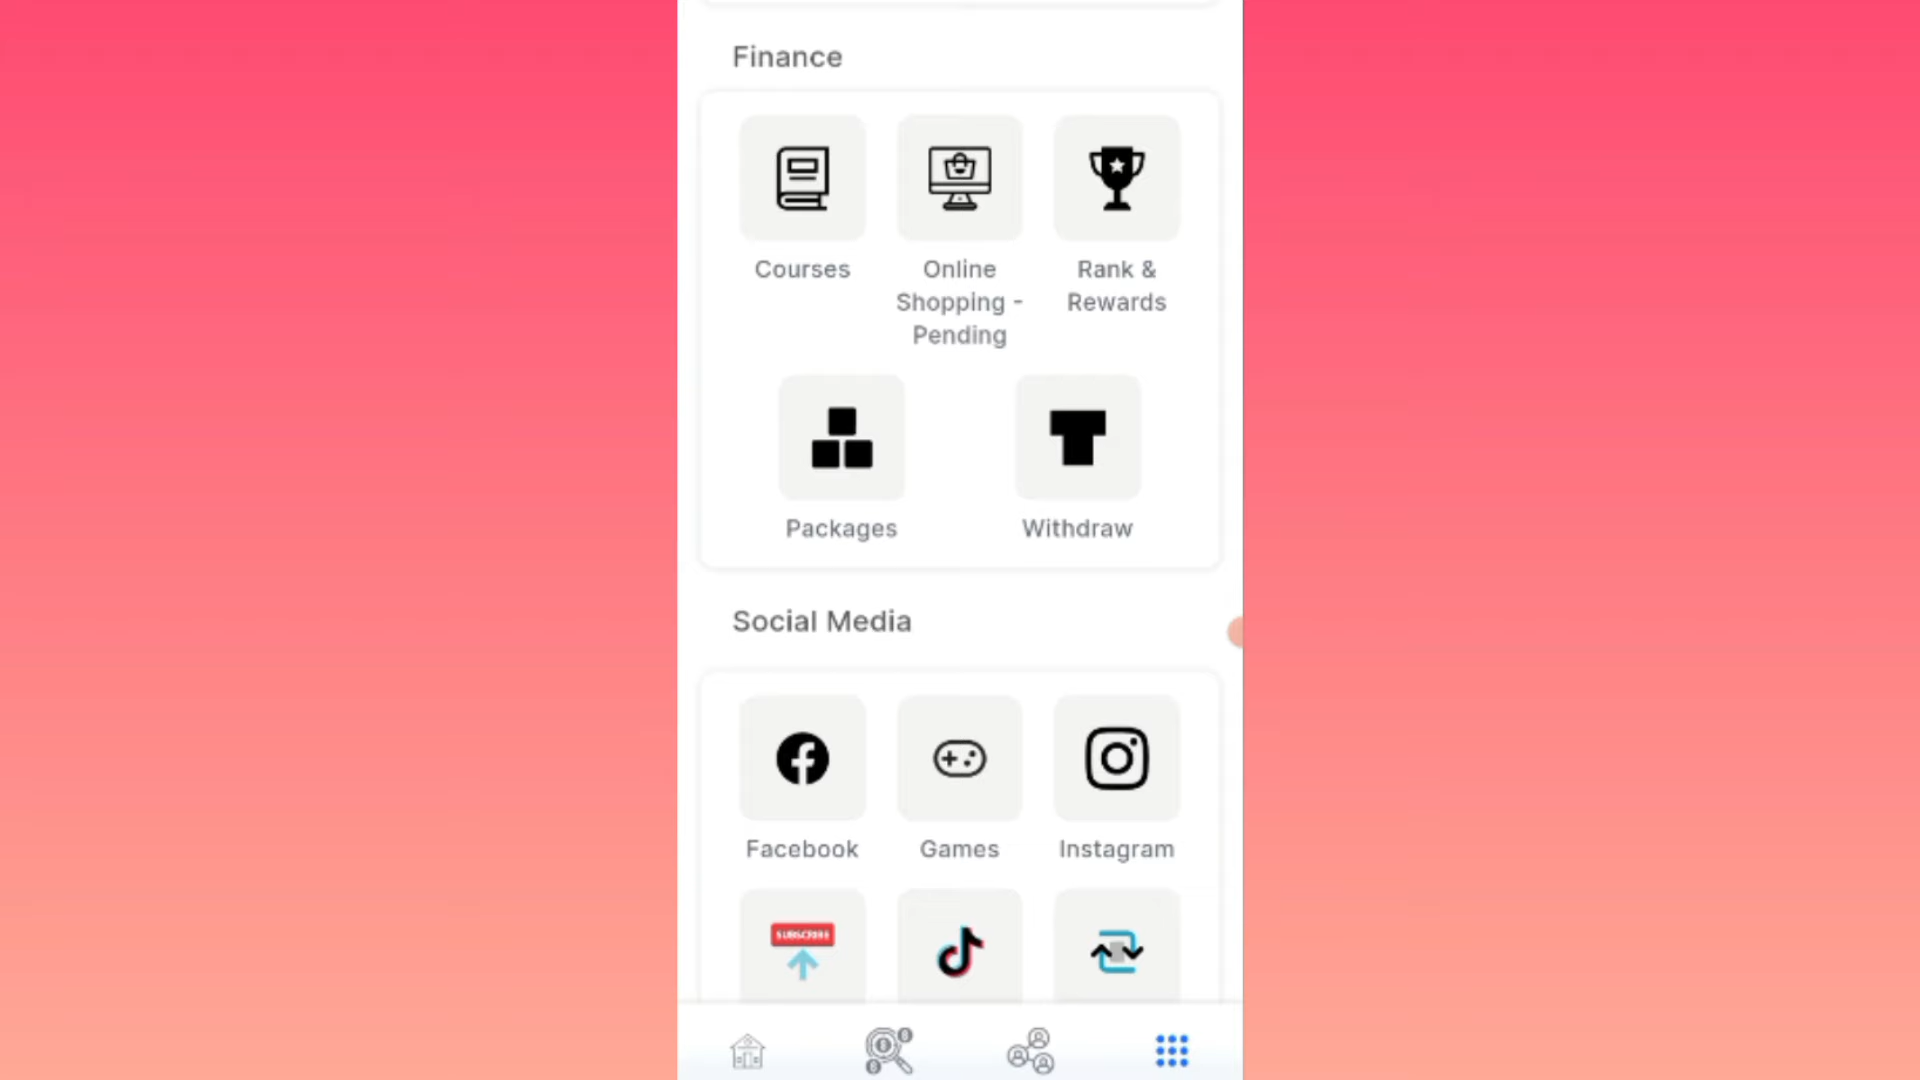 Finance
Courses
Online
Shopping -
Pending
Rank &
Rewards
Packages
Withdraw
Social Media
Facebook
Games
Instagram
SUBSCRIBE